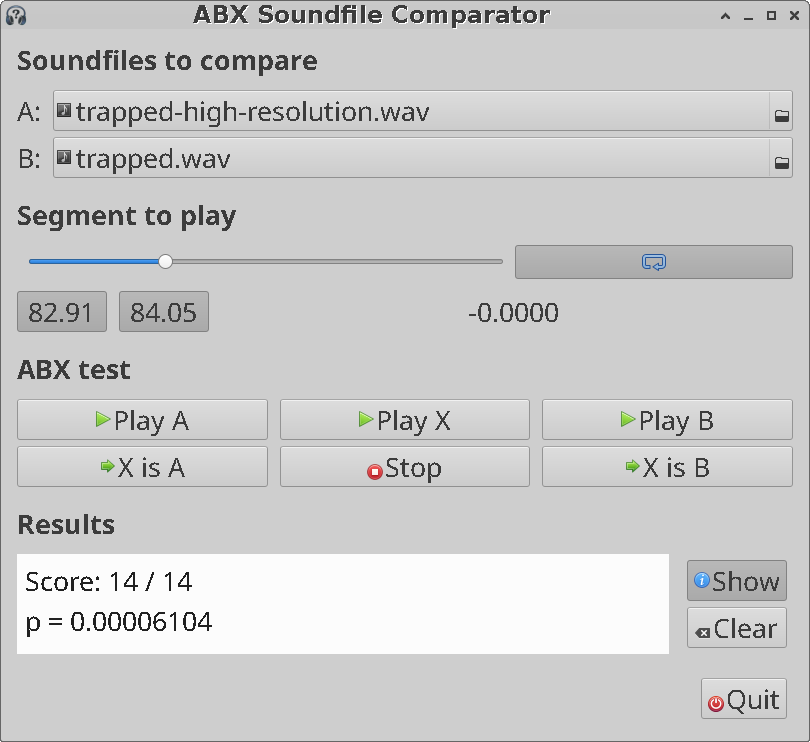 ABX Soundfile Comparator
Soundfiles to compare
A: trapped-high-resolution.wav
B: trapped.wav
Segment to play
82.91 84.05 -0.0000
ABX test
Play A Play X Play B
X is A Stop X is B
Results
Score: 14 / 14
p = 0.00006104
Show
Clear
Quit